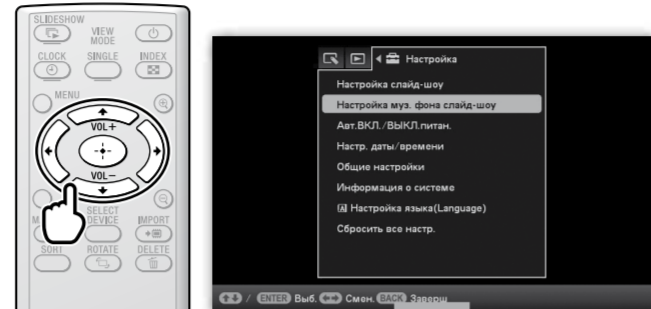 SLIDESHOW
VIEW MODE
CLOCK SINGLE INDEX
MENU
VOL+
VOL−
SELECT DEVICE
IMPORT
SORT ROTATE DELETE
Настройка
Настройка слайд-шоу
Настройка муз. фона слайд-шоу
Авт.ВКЛ./ВЫКЛ.питан.
Настр. даты/времени
Общие настройки
Информация о системе
[A] Настройка языка(Language)
Сбросить все настр.
/ ENTER Выб. Смен. BACK Заверш